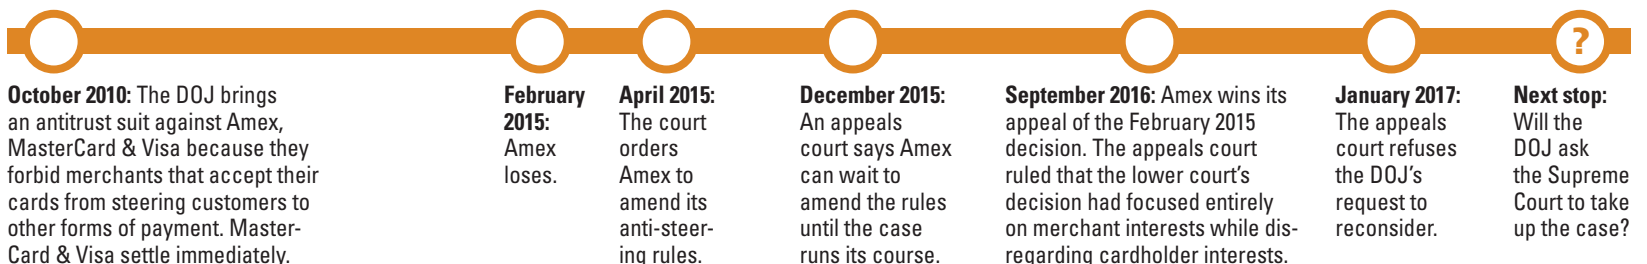 ?
October 2010: The DOJ brings
an antitrust suit against Amex,
MasterCard & Visa because they
forbid merchants that accept their
cards from steering customers to
other forms of payment. Master-
Card & Visa settle immediately.
February
2015:
Amex
loses.
April 2015:
The court
orders
Amex to
amend its
anti-steer-
ing rules.
December 2015:
An appeals
court says Amex
can wait to
amend the rules
until the case
runs its course.
September 2016: Amex wins its
appeal of the February 2015
decision. The appeals court
ruled that the lower court's
decision had focused entirely
on merchant interests while dis-
regarding cardholder interests.
January 2017:
The appeals
court refuses
the DOJ's
request to
reconsider.
Next stop:
Will the
DOJ ask
the Supreme
Court to take
up the case?